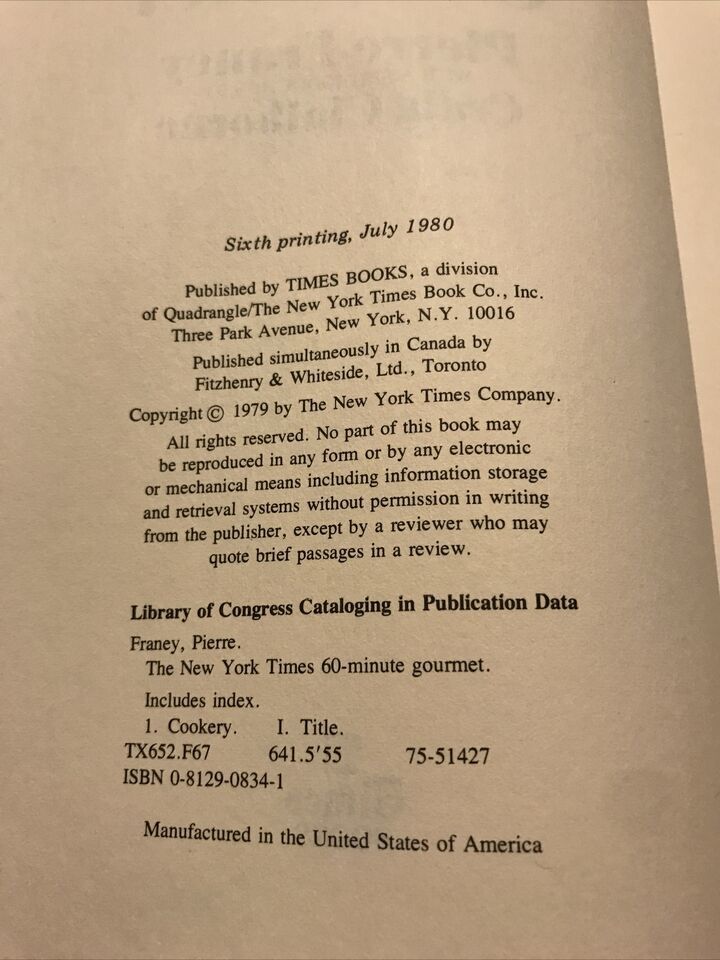 Sixth printing, July 1980
Published by TIMES BOOKS, a division
of Quadrangle/The New York Times Book Co., Inc.
Three Park Avenue, New York, N.Y. 10016
Published simultaneously in Canada by
Fitzhenry & Whiteside, Ltd., Toronto
Copyright © 1979 by The New York Times Company.
All rights reserved. No part of this book may
be reproduced in any form or by any electronic
or mechanical means including information storage
and retrieval systems without permission in writing
from the publisher, except by a reviewer who may
quote brief passages in a review.
Library of Congress Cataloging in Publication Data
Franey, Pierre.
The New York Times 60-minute gourmet.
Includes index.
1. Cookery. I. Title.
TX652.F67 641.5'55 75-51427
ISBN 0-8129-0834-1
Manufactured in the United States of America